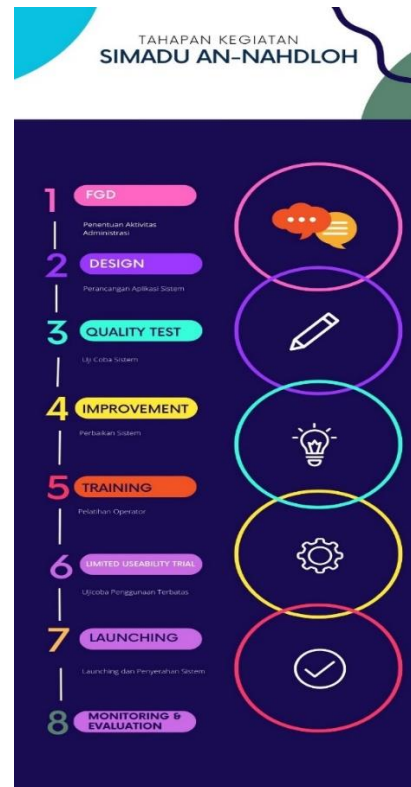 TAHAPAN KEGIATAN
SIMADU AN-NAHDLOH
1 FGD
Penentuan Aktivitas
Administrasi
2 DESIGN
Perancangan Aplikasi Sistem
3 QUALITY TEST
Uji Coba Sistem
4 IMPROVEMENT
Perbaikan Sistem
5 TRAINING
Pelatihan Operator
6 LIMITED USEABILITY TRIAL
Ujicoba Penggunaan Terbatas
7 LAUNCHING
Launching dan Penyerahan Sistem
8 MONITORING &
EVALUATION